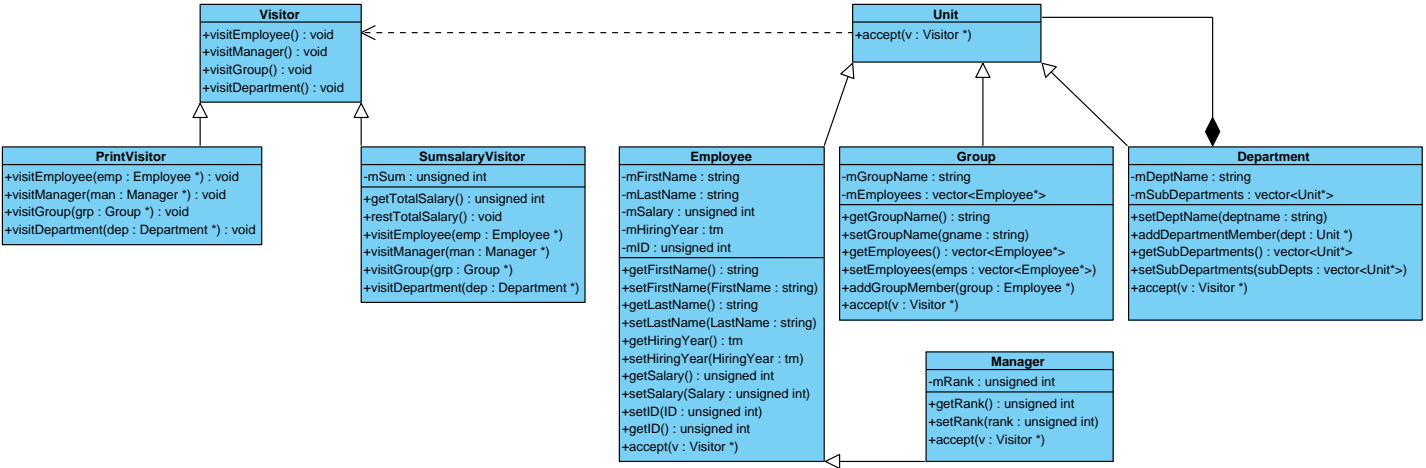 Visitor
+visitEmployee() : void
+visitManager() : void
+visitGroup() : void
+visitDepartment() : void
Unit
+accept(v : Visitor *)
PrintVisitor
+visitEmployee(emp : Employee *) : void
+visitManager(man : Manager *) : void
+visitGroup(grp : Group *) : void
+visitDepartment(dep : Department *) : void
SumsalaryVisitor
-mSum : unsigned int
+getTotalSalary() : unsigned int
+restTotalSalary() : void
+visitEmployee(emp : Employee *)
+visitManager(man : Manager *)
+visitGroup(grp : Group *)
+visitDepartment(dep : Department *)
Employee
-mFirstName : string
-mLastName : string
-mSalary : unsigned int
-mHiringYear : tm
-mID : unsigned int
+getFirstName() : string
+setFirstName(FirstName : string)
+getLastName() : string
+setLastName(LastName : string)
+getHiringYear() : tm
+setHiringYear(HiringYear : tm)
+getSalary() : unsigned int
+setSalary(Salary : unsigned int)
+setID(ID : unsigned int)
+getID() : unsigned int
+accept(v : Visitor *)
Group
-mGroupName : string
-mEmployees : vector<Employee*>
+getGroupName() : string
+setGroupName(gname : string)
+getEmployees() : vector<Employee*>
+setEmployees(emps : vector<Employee*>)
+addGroupMember(group : Employee *)
+accept(v : Visitor *)
Department
-mDeptName : string
-mSubDepartments : vector<Unit*>
+setDeptName(deptname : string)
+addDepartmentMember(dept : Unit *)
+getSubDepartments() : vector<Unit*>
+setSubDepartments(subDepts : vector<Unit*>)
+accept(v : Visitor *)
Manager
-mRank : unsigned int
+getRank() : unsigned int
+setRank(rank : unsigned int)
+accept(v : Visitor *)